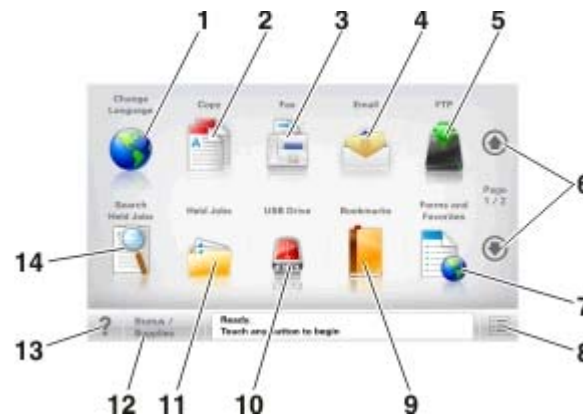 1 2 3 4 5
Change Language
Copy
Fax
Email
FTP
6
Page 1 / 2
Search Held Jobs
Held Jobs
USB Drive
Bookmarks
Forms and Favorites
A
14
7
?
Status / Supplies
Ready
Touch any button to begin
13 12 11 10 9 8